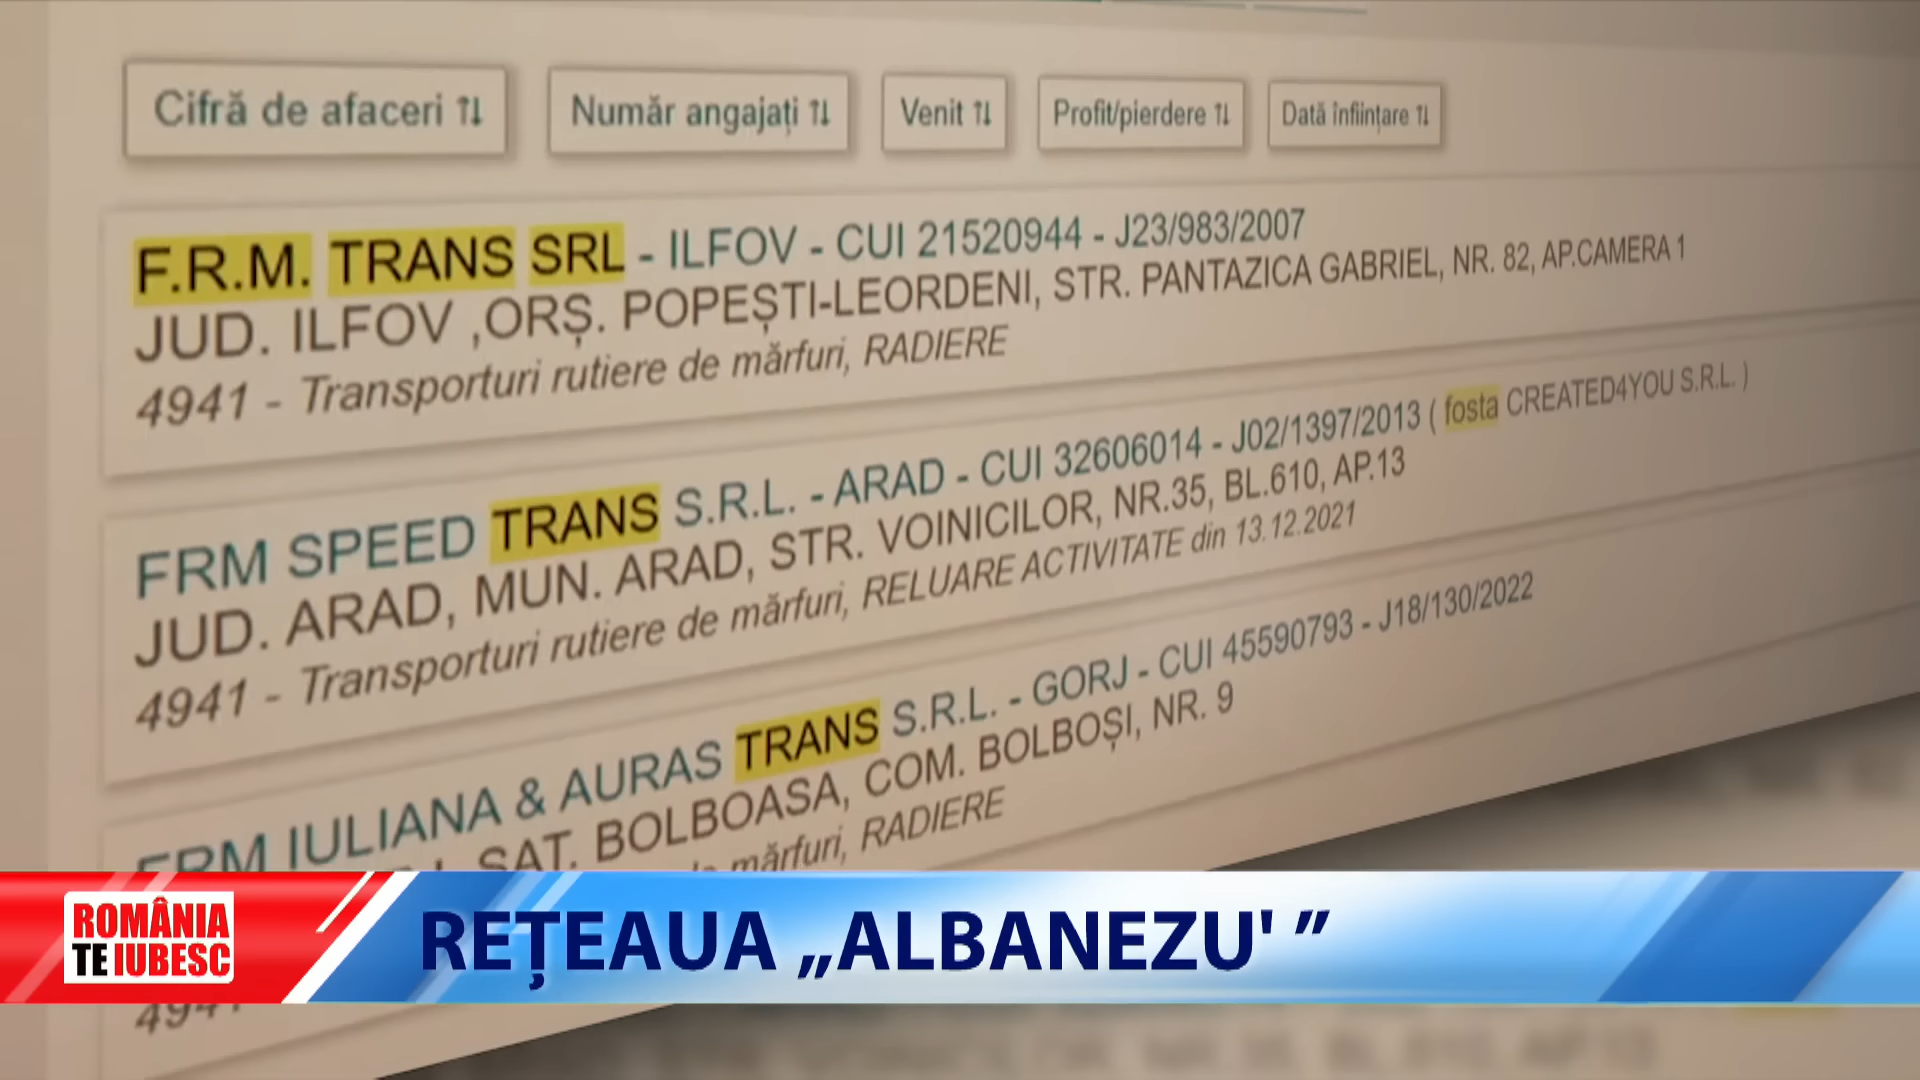 Cifră de afaceri ⇅ Număr angajați ⇅ Venit ⇅ Profit/pierdere ⇅ Dată înființare ⇅
F.R.M. TRANS SRL - ILFOV - CUI 21520944 - J23/983/2007
JUD. ILFOV ,ORȘ. POPEȘTI-LEORDENI, STR. PANTAZICA GABRIEL, NR. 82, AP.CAMERA 1
4941 - Transporturi rutiere de mărfuri, RADIERE
FRM SPEED TRANS S.R.L. - ARAD - CUI 32606014 - J02/1397/2013 ( fosta CREATED4YOU S.R.L. )
JUD. ARAD, MUN. ARAD, STR. VOINICILOR, NR.35, BL.610, AP.13
4941 - Transporturi rutiere de mărfuri, RELUARE ACTIVITATE din 13.12.2021
FRM IULIANA & AURAS TRANS S.R.L. - GORJ - CUI 45590793 - J18/130/2022
SAT. BOLBOASA, COM. BOLBOȘI, NR. 9
mărfuri, RADIERE
ROMÂNIA
TE IUBESC
REȚEAUA „ALBANEZU' ”